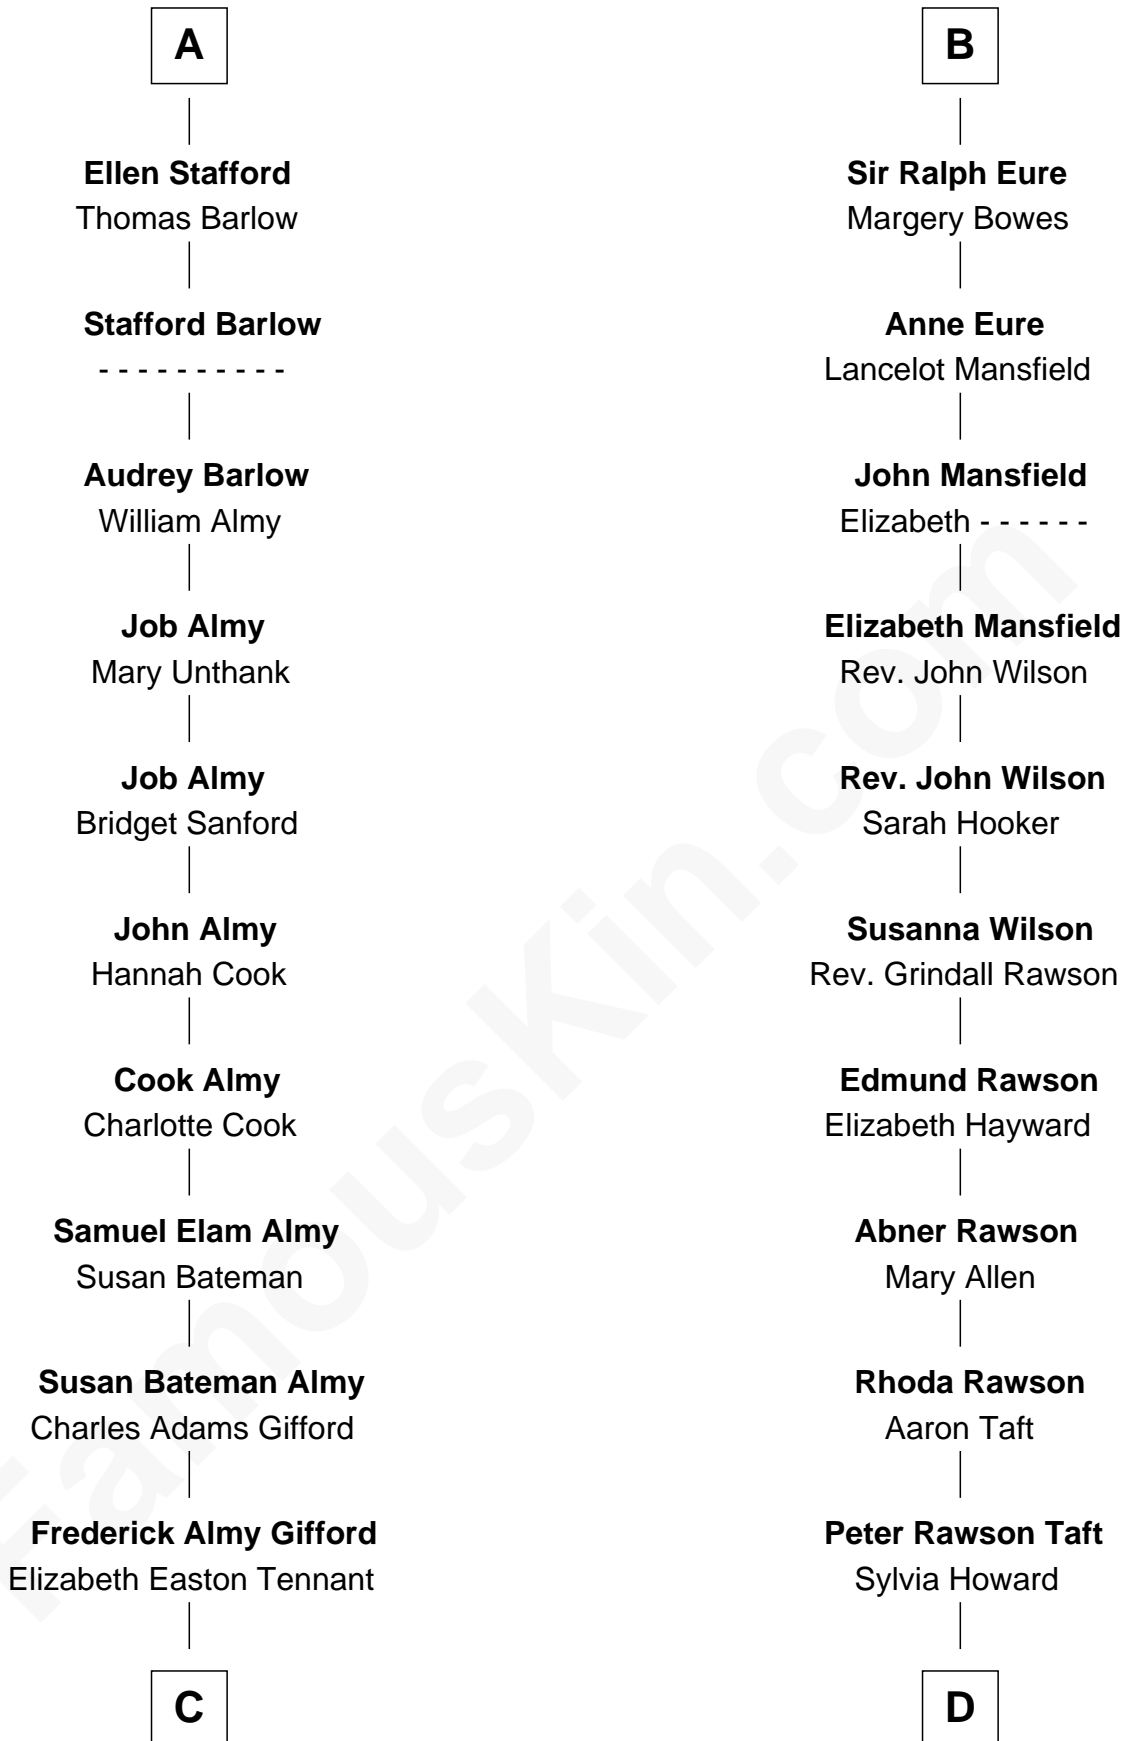 A
Ellen Stafford
Thomas Barlow
Stafford Barlow
- - - - - - - - - -
Audrey Barlow
William Almy
Job Almy
Mary Unthank
Job Almy
Bridget Sanford
John Almy
Hannah Cook
Cook Almy
Charlotte Cook
Samuel Elam Almy
Susan Bateman
Susan Bateman Almy
Charles Adams Gifford
Frederick Almy Gifford
Elizabeth Easton Tennant
C
B
Sir Ralph Eure
Margery Bowes
Anne Eure
Lancelot Mansfield
John Mansfield
Elizabeth - - - - - -
Elizabeth Mansfield
Rev. John Wilson
Rev. John Wilson
Sarah Hooker
Susanna Wilson
Rev. Grindall Rawson
Edmund Rawson
Elizabeth Hayward
Abner Rawson
Mary Allen
Rhoda Rawson
Aaron Taft
Peter Rawson Taft
Sylvia Howard
D
FamousKin.com